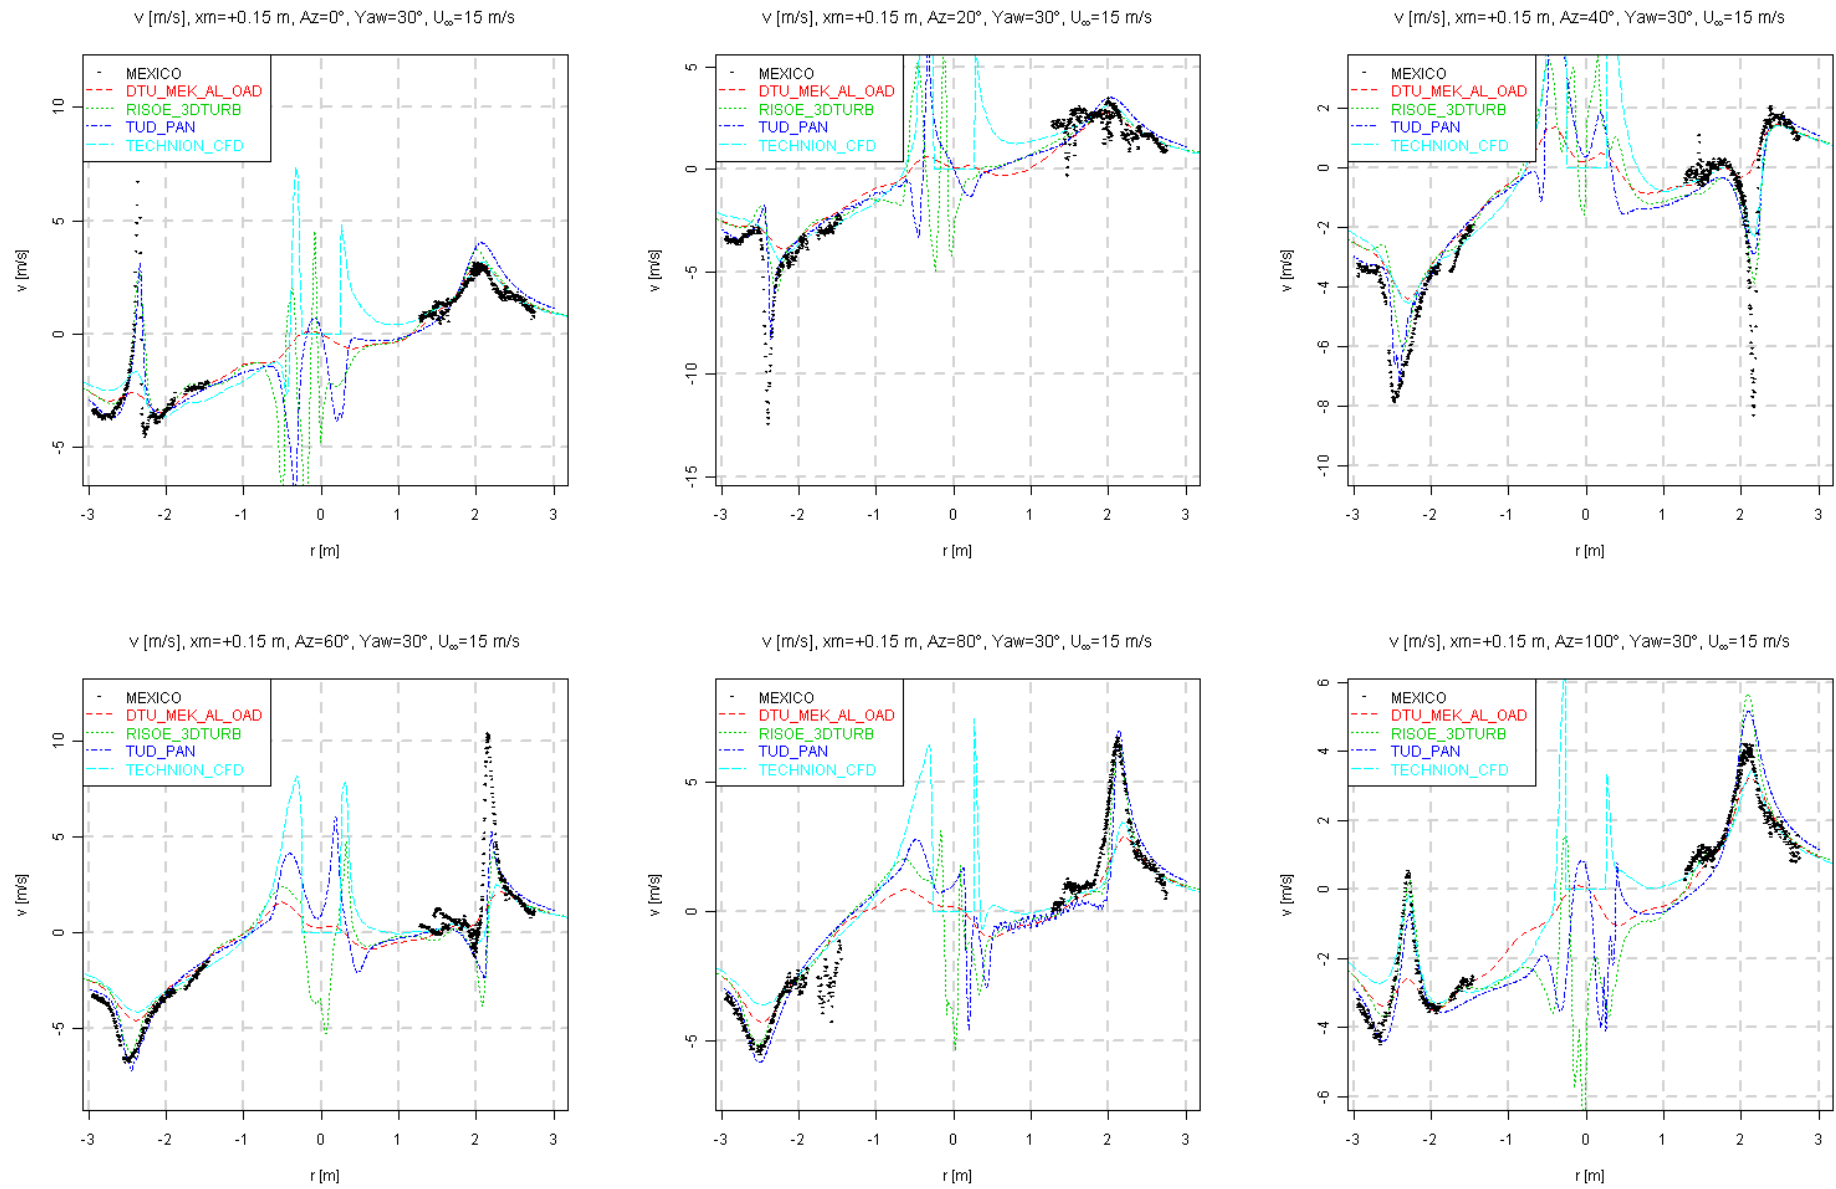 v [m/s], xm=+0.15 m, Az=0°, Yaw=30°, U∞=15 m/s
MEXICO
DTU_MEK_AL_OAD
RISOE_3DTURB
TUD_PAN
TECHNION_CFD
10
5
0
-5
v [m/s]
-3 -2 -1 0 1 2 3
r [m]
v [m/s], xm=+0.15 m, Az=20°, Yaw=30°, U∞=15 m/s
MEXICO
DTU_MEK_AL_OAD
RISOE_3DTURB
TUD_PAN
TECHNION_CFD
5
0
-5
-10
-15
v [m/s]
-3 -2 -1 0 1 2 3
r [m]
v [m/s], xm=+0.15 m, Az=40°, Yaw=30°, U∞=15 m/s
MEXICO
DTU_MEK_AL_OAD
RISOE_3DTURB
TUD_PAN
TECHNION_CFD
2
0
-2
-4
-6
-8
-10
v [m/s]
-3 -2 -1 0 1 2 3
r [m]
v [m/s], xm=+0.15 m, Az=60°, Yaw=30°, U∞=15 m/s
MEXICO
DTU_MEK_AL_OAD
RISOE_3DTURB
TUD_PAN
TECHNION_CFD
10
5
0
-5
v [m/s]
-3 -2 -1 0 1 2 3
r [m]
v [m/s], xm=+0.15 m, Az=80°, Yaw=30°, U∞=15 m/s
MEXICO
DTU_MEK_AL_OAD
RISOE_3DTURB
TUD_PAN
TECHNION_CFD
5
0
-5
v [m/s]
-3 -2 -1 0 1 2 3
r [m]
v [m/s], xm=+0.15 m, Az=100°, Yaw=30°, U∞=15 m/s
MEXICO
DTU_MEK_AL_OAD
RISOE_3DTURB
TUD_PAN
TECHNION_CFD
6
4
2
0
-2
-4
-6
v [m/s]
-3 -2 -1 0 1 2 3
r [m]